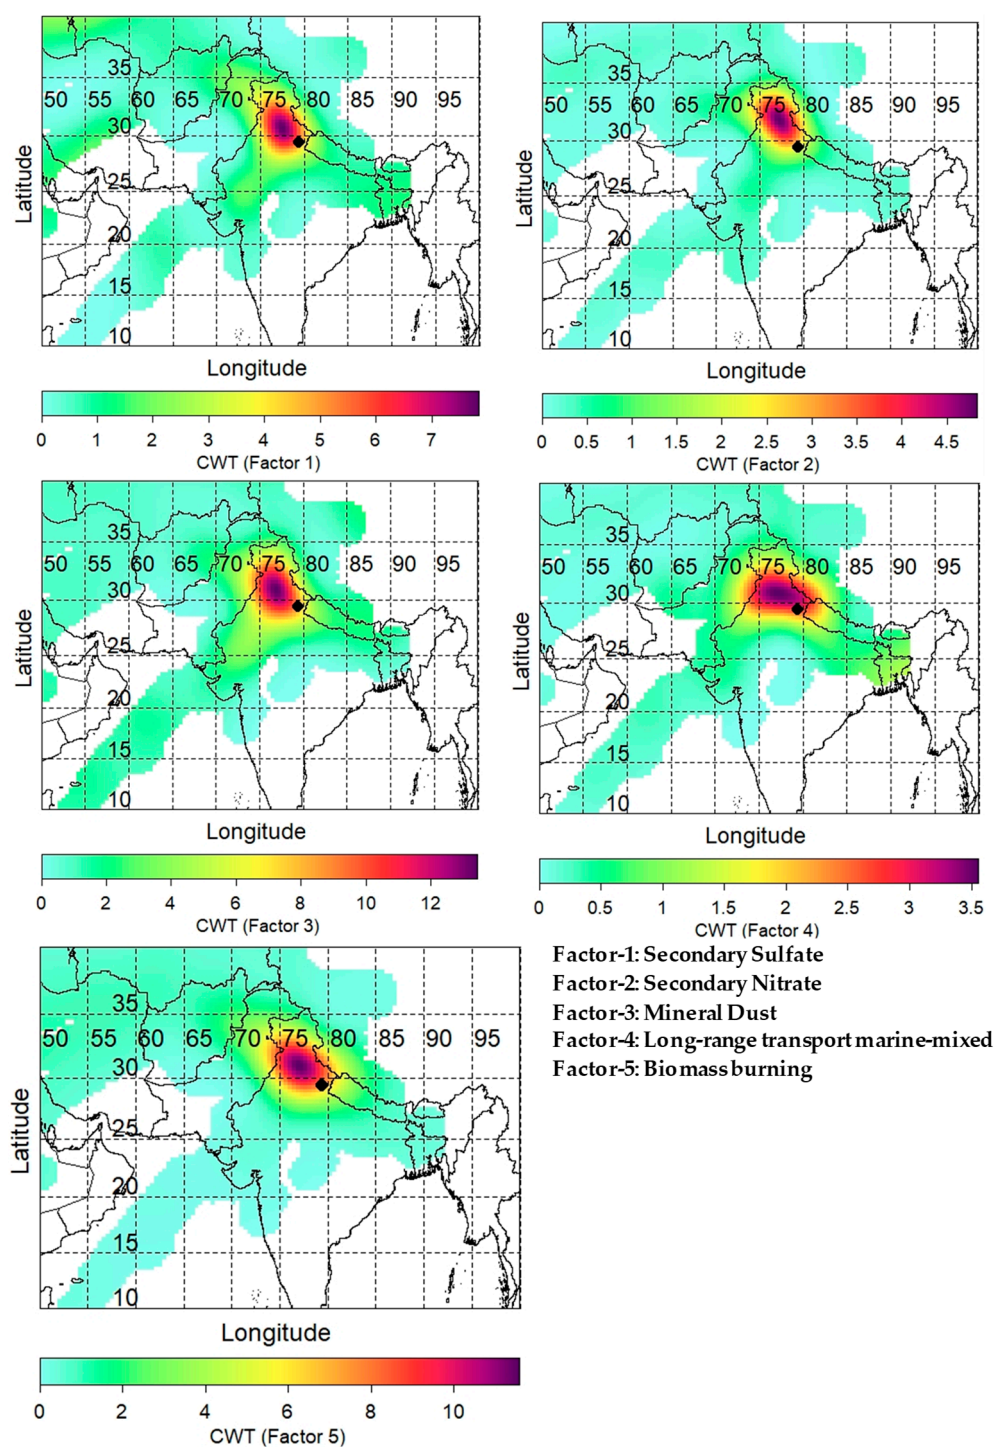 35
50 55 60 65 70 75 80 85 90 95
30
25
20
15
10
Latitude
Longitude
0 1 2 3 4 5 6 7
CWT (Factor 1)
35
50 55 60 65 70 75 80 85 90 95
30
25
20
15
10
Latitude
Longitude
0 0.5 1 1.5 2 2.5 3 3.5 4 4.5
CWT (Factor 2)
35
50 55 60 65 70 75 80 85 90 95
30
25
20
15
10
Latitude
Longitude
0 2 4 6 8 10 12
CWT (Factor 3)
35
50 55 60 65 70 75 80 85 90 95
30
25
20
15
10
Latitude
Longitude
0 0.5 1 1.5 2 2.5 3 3.5
CWT (Factor 4)
35
50 55 60 65 70 75 80 85 90 95
30
25
20
15
10
Latitude
Longitude
0 2 4 6 8 10
CWT (Factor 5)
Factor-1: Secondary Sulfate
Factor-2: Secondary Nitrate
Factor-3: Mineral Dust
Factor-4: Long-range transport marine-mixed
Factor-5: Biomass burning